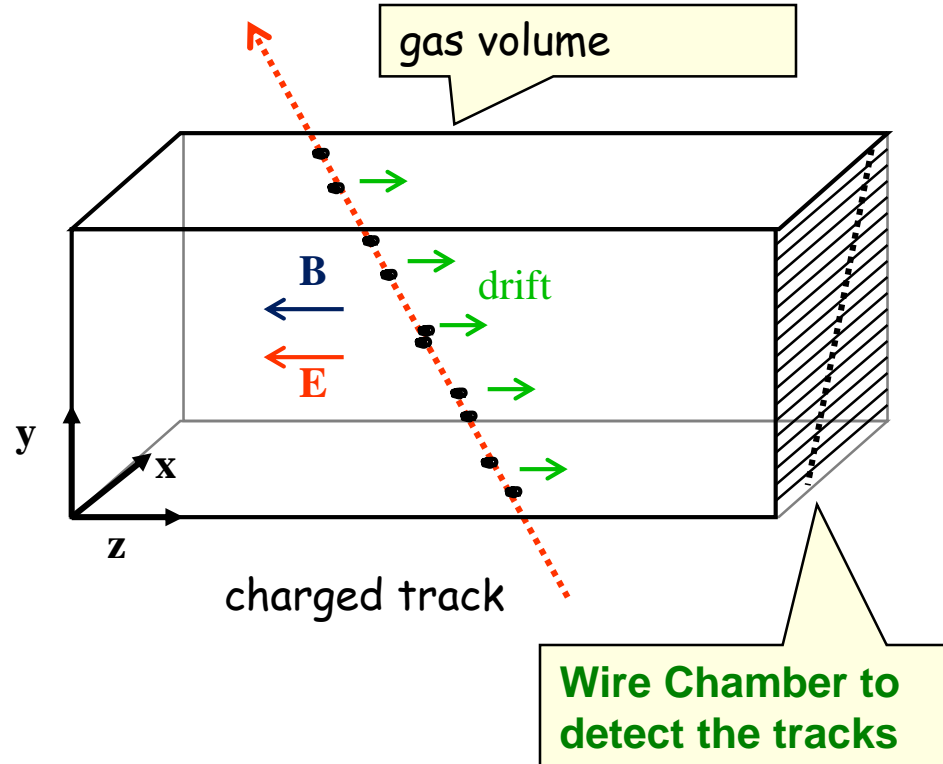 gas volume
B
drift
E
y
x
z
charged track
Wire Chamber to
detect the tracks